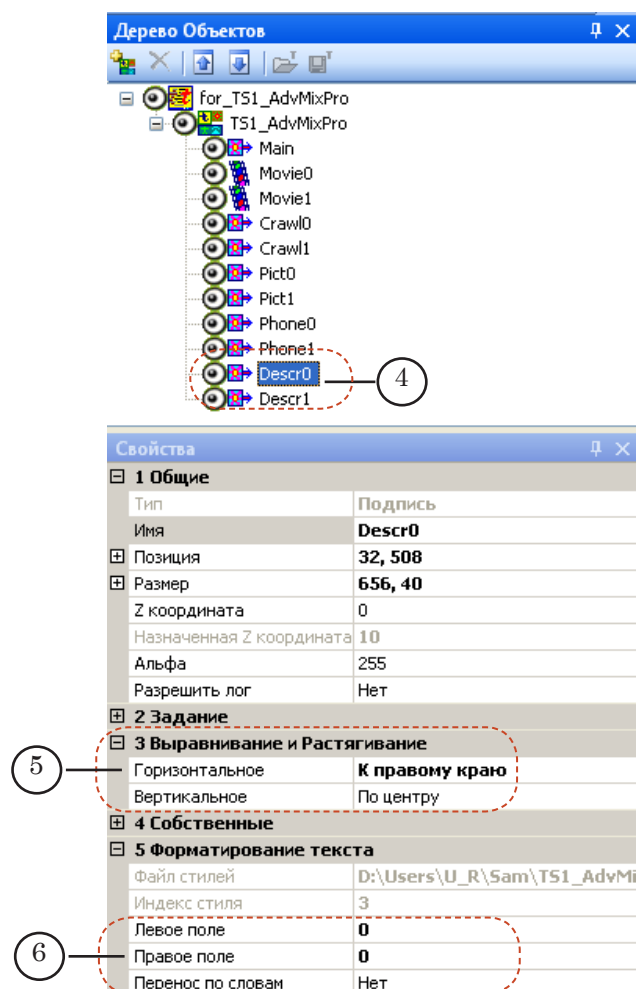 Дерево Объектов
for_TS1_AdvMixPro
TS1_AdvMixPro
Main
Movie0
Movie1
Crawl0
Crawl1
Pict0
Pict1
Phone0
Phone1
Descr0
4
Descr1
Свойства
1 Общие
Тип Подпись
Имя Descr0
Позиция 32, 508
Размер 656, 40
Z координата 0
Назначенная Z координата 10
Альфа 255
Разрешить лог Нет
2 Задание
3 Выравнивание и Растягивание
5
Горизонтальное К правому краю
Вертикальное По центру
4 Собственные
5 Форматирование текста
Файл стилей D:\Users\U_R\Sam\TS1_AdvMi
Индекс стиля 3
Левое поле 0
6
Правое поле 0
Перенос по словам Нет